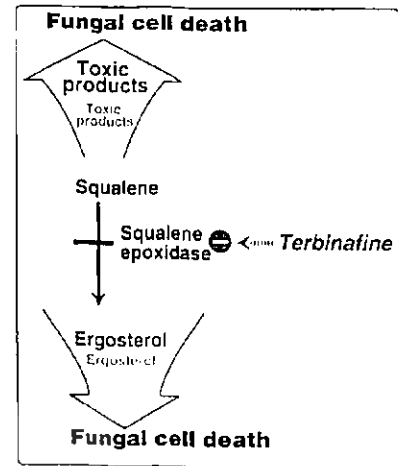 Fungal cell death
Toxic
products
Toxic
products
Squalene
Squalene
epoxidase
Terbinafine
Ergosterol
Ergosterol
Fungal cell death